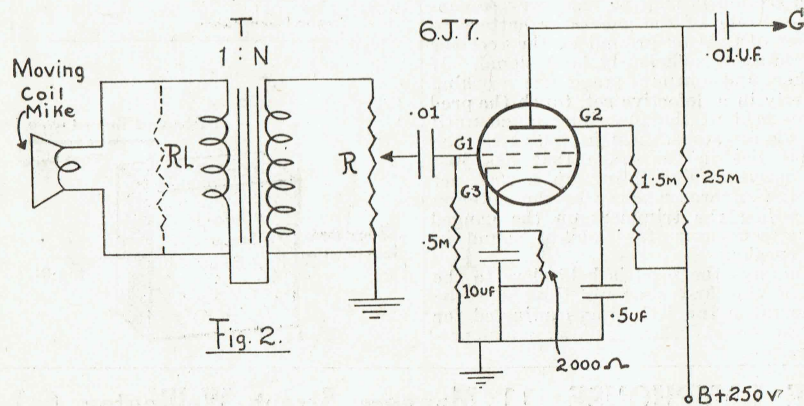 T
1 : N
6.J.7.
G
.01.U.F.
Moving
Coil
Mike
RL
R
.01
G1
G2
G3
1.5M
.25M
.5M
10UF
.5UF
2000Ω
Fig. 2.
B+250V